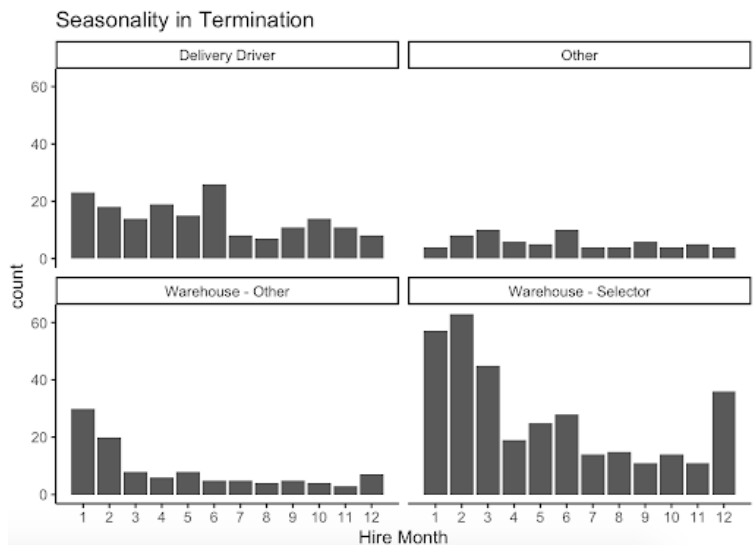 Seasonality in Termination
Delivery Driver
Other
60
40
20
0
count
Warehouse - Other
Warehouse - Selector
60
40
20
0
1 2 3 4 5 6 7 8 9 10 11 12
1 2 3 4 5 6 7 8 9 10 11 12
Hire Month